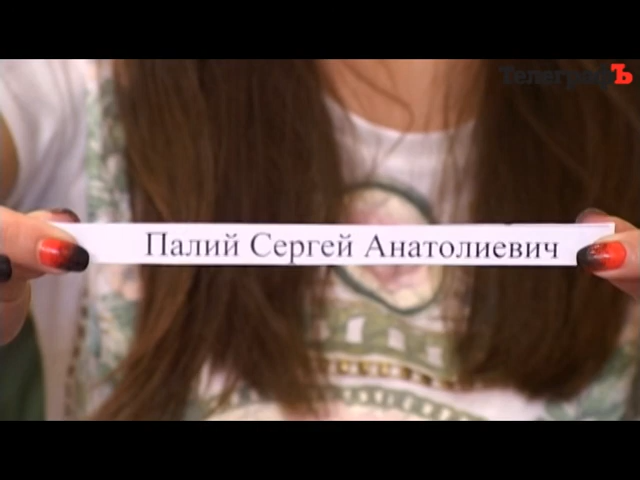 ТелеграфЪ
Палий Сергей Анатолиевич